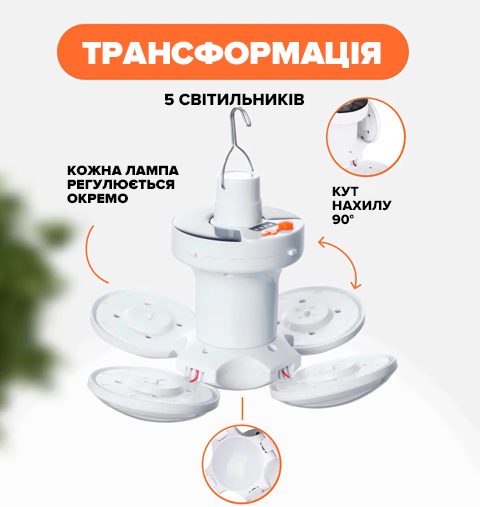 ТРАНСФОРМАЦІЯ
5 СВІТИЛЬНИКІВ
КОЖНА ЛАМПА
РЕГУЛЮЄТЬСЯ
ОКРЕМО
КУТ
НАХИЛУ
90°